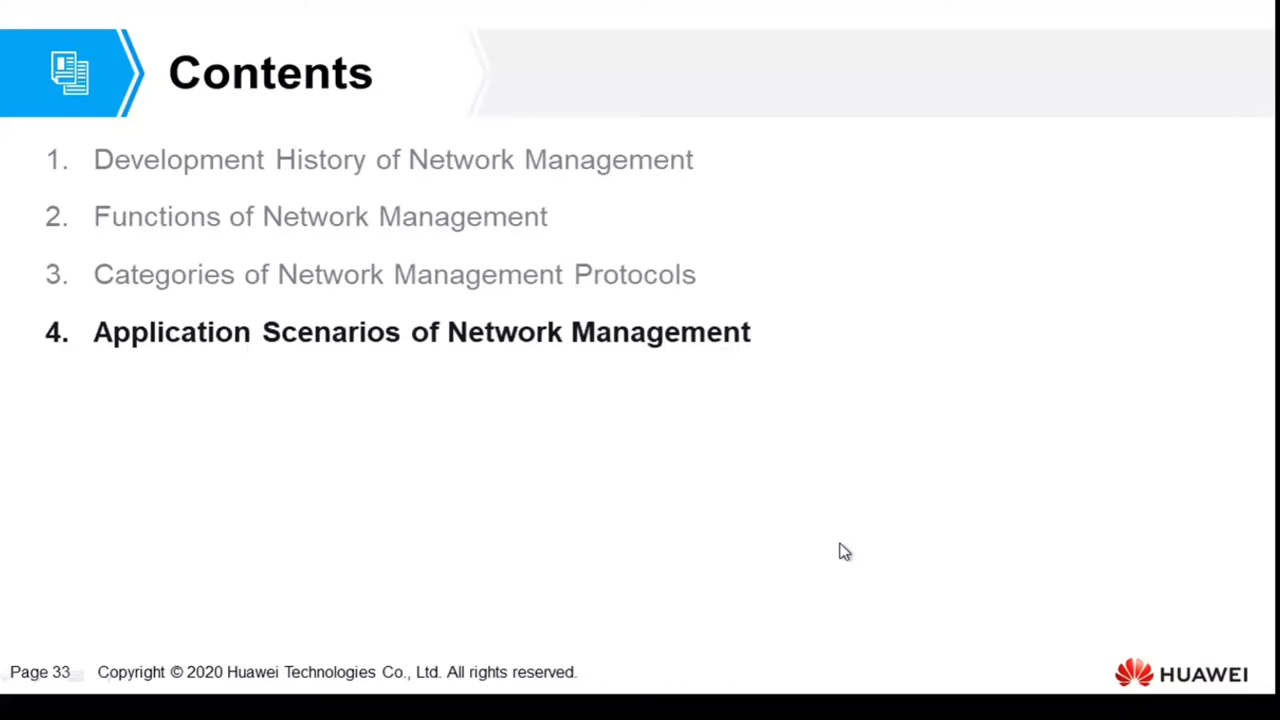 Contents
1. Development History of Network Management
2. Functions of Network Management
3. Categories of Network Management Protocols
4. Application Scenarios of Network Management
Page 33 Copyright © 2020 Huawei Technologies Co., Ltd. All rights reserved.
HUAWEI